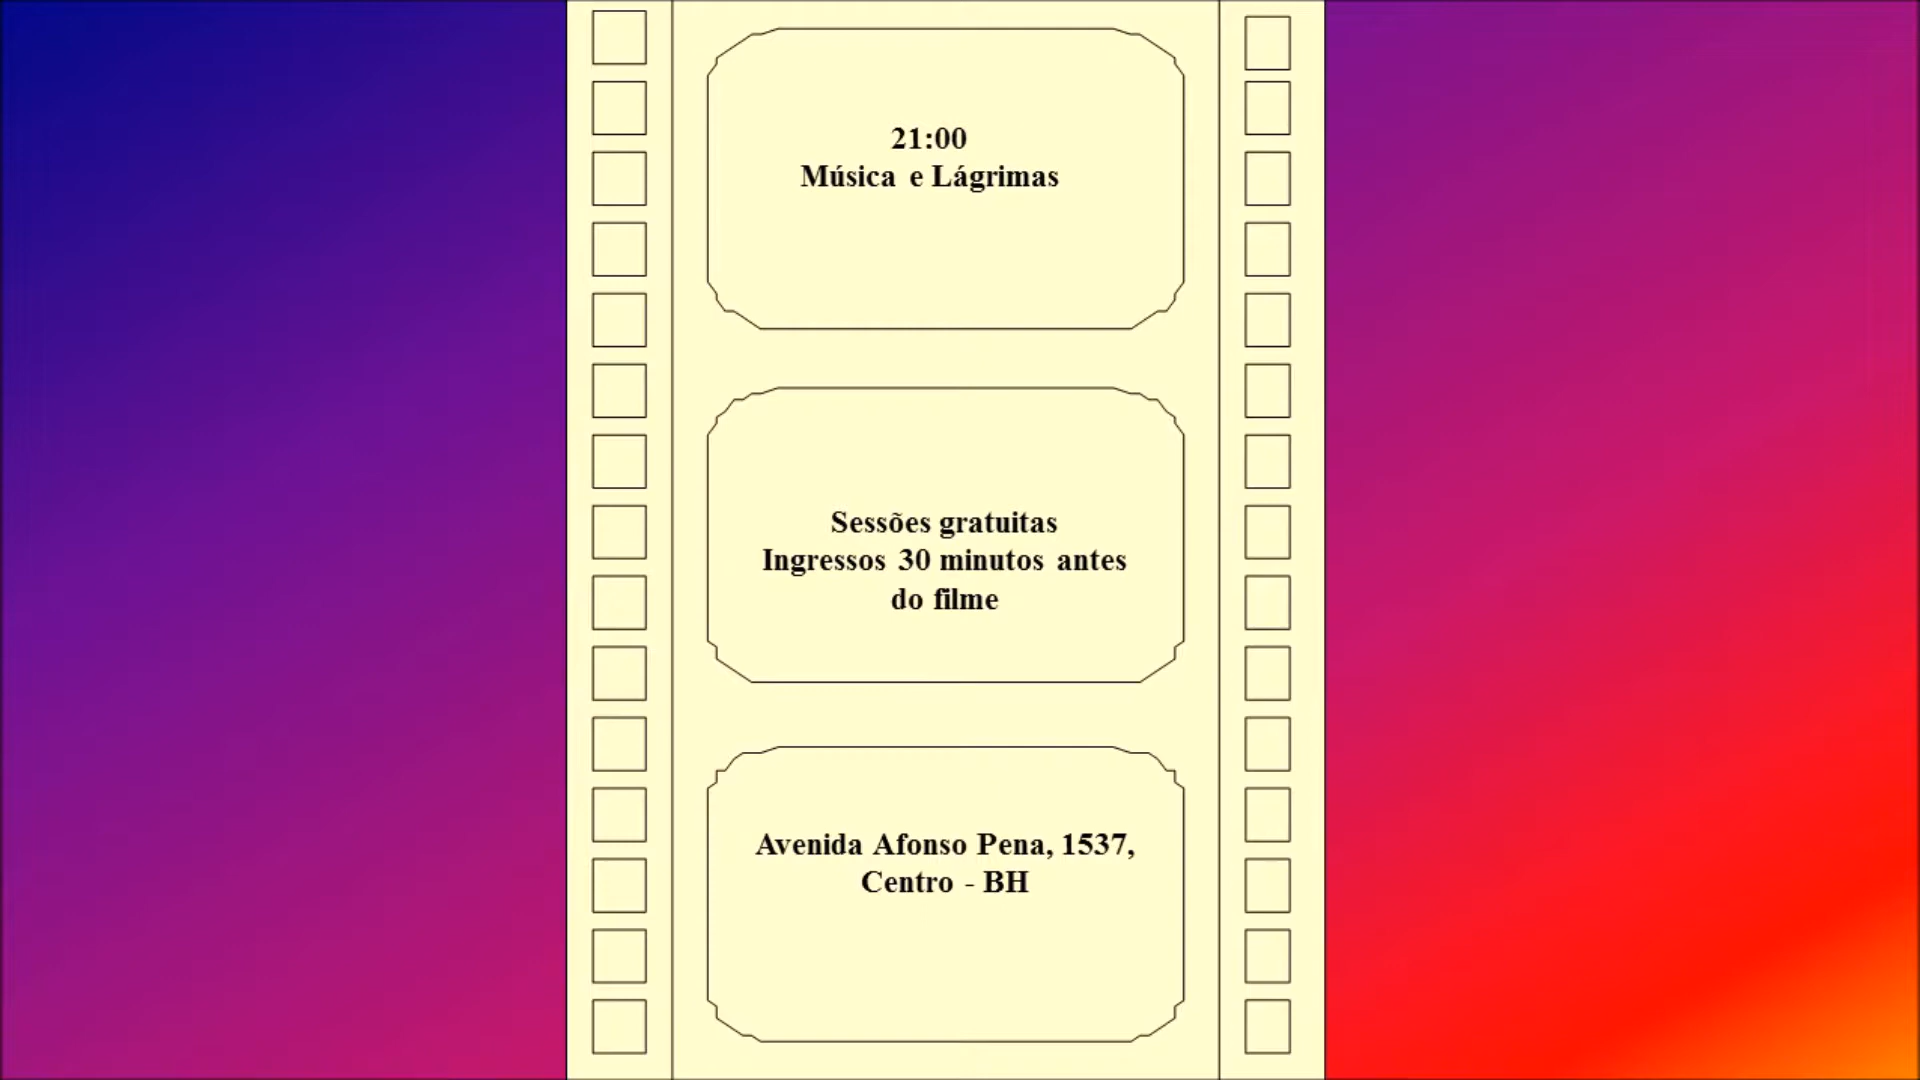 21:00
Música e Lágrimas
Sessões gratuitas
Ingressos 30 minutos antes
do filme
Avenida Afonso Pena, 1537,
Centro - BH